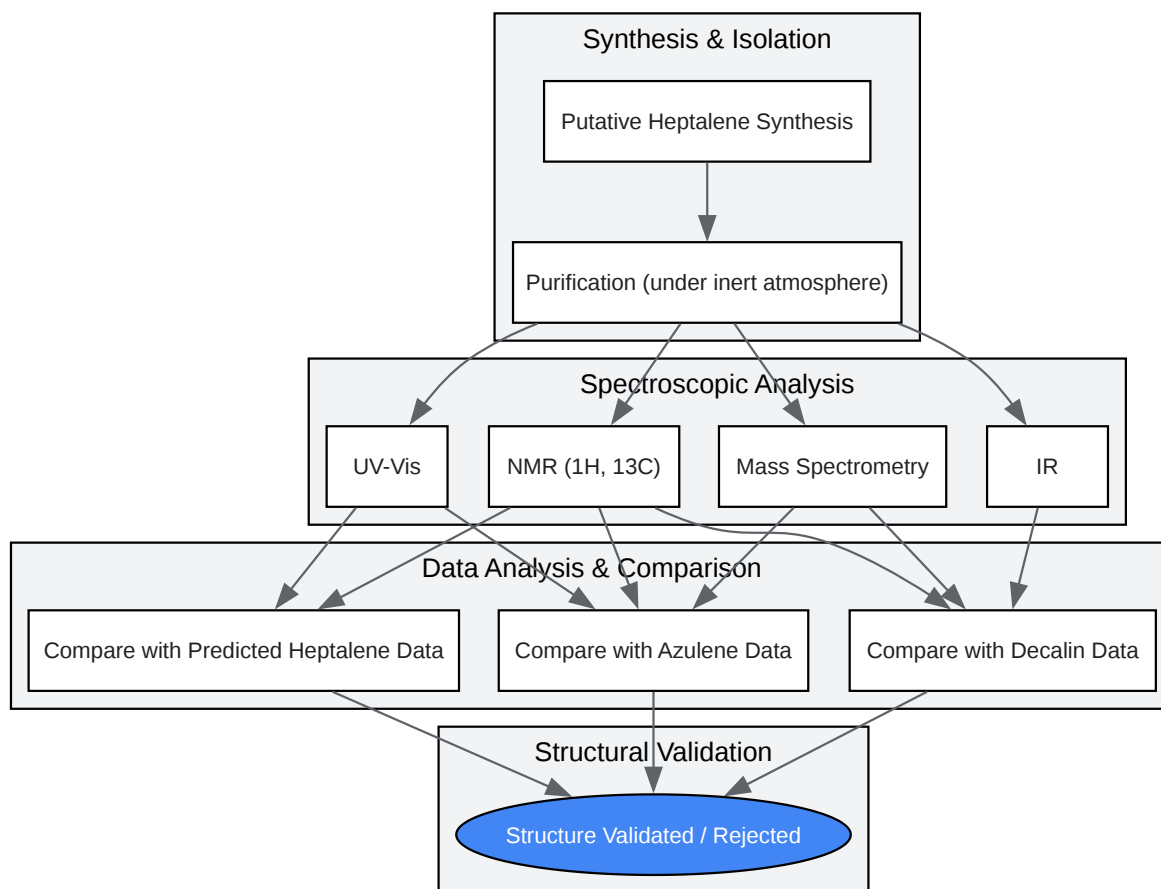 Synthesis & Isolation
Putative Heptalene Synthesis
Purification (under inert atmosphere)
Spectroscopic Analysis
UV-Vis
NMR (1H, 13C)
Mass Spectrometry
IR
Data Analysis & Comparison
Compare with Predicted Heptalene Data
Compare with Azulene Data
Compare with Decalin Data
Structural Validation
Structure Validated / Rejected